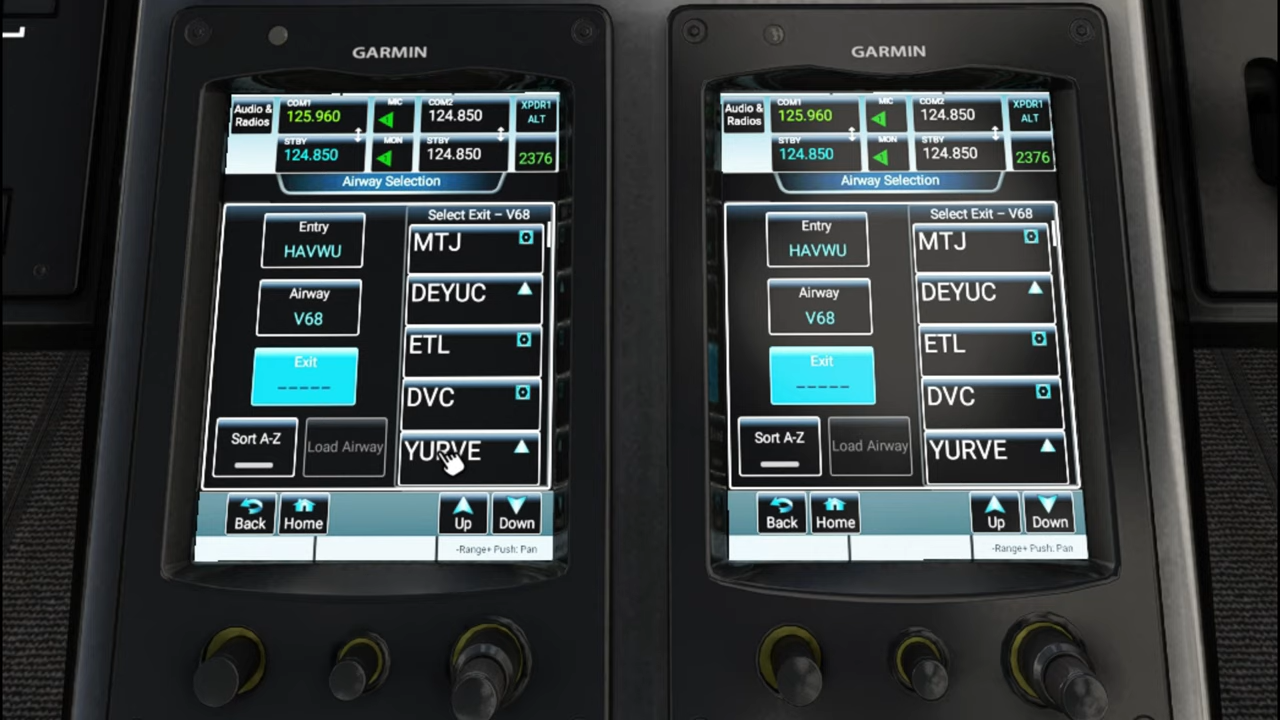 GARMIN
Audio & Radios
COM1
125.960
MIC
COM2
124.850
XPDR1
ALT
STBY
124.850
MON
STBY
124.850
2376
Airway Selection
Entry
HAVWU
Select Exit – V68
MTJ
DEYUC
Airway
V68
ETL
Exit
-----
DVC
Sort A-Z
Load Airway
YURVE
Back
Home
Up
Down
-Range+ Push: Pan
GARMIN
Audio & Radios
COM1
125.960
MIC
COM2
124.850
XPDR1
ALT
STBY
124.850
MON
STBY
124.850
2376
Airway Selection
Entry
HAVWU
Select Exit – V68
MTJ
DEYUC
Airway
V68
ETL
Exit
-----
DVC
Sort A-Z
Load Airway
YURVE
Back
Home
Up
Down
-Range+ Push: Pan